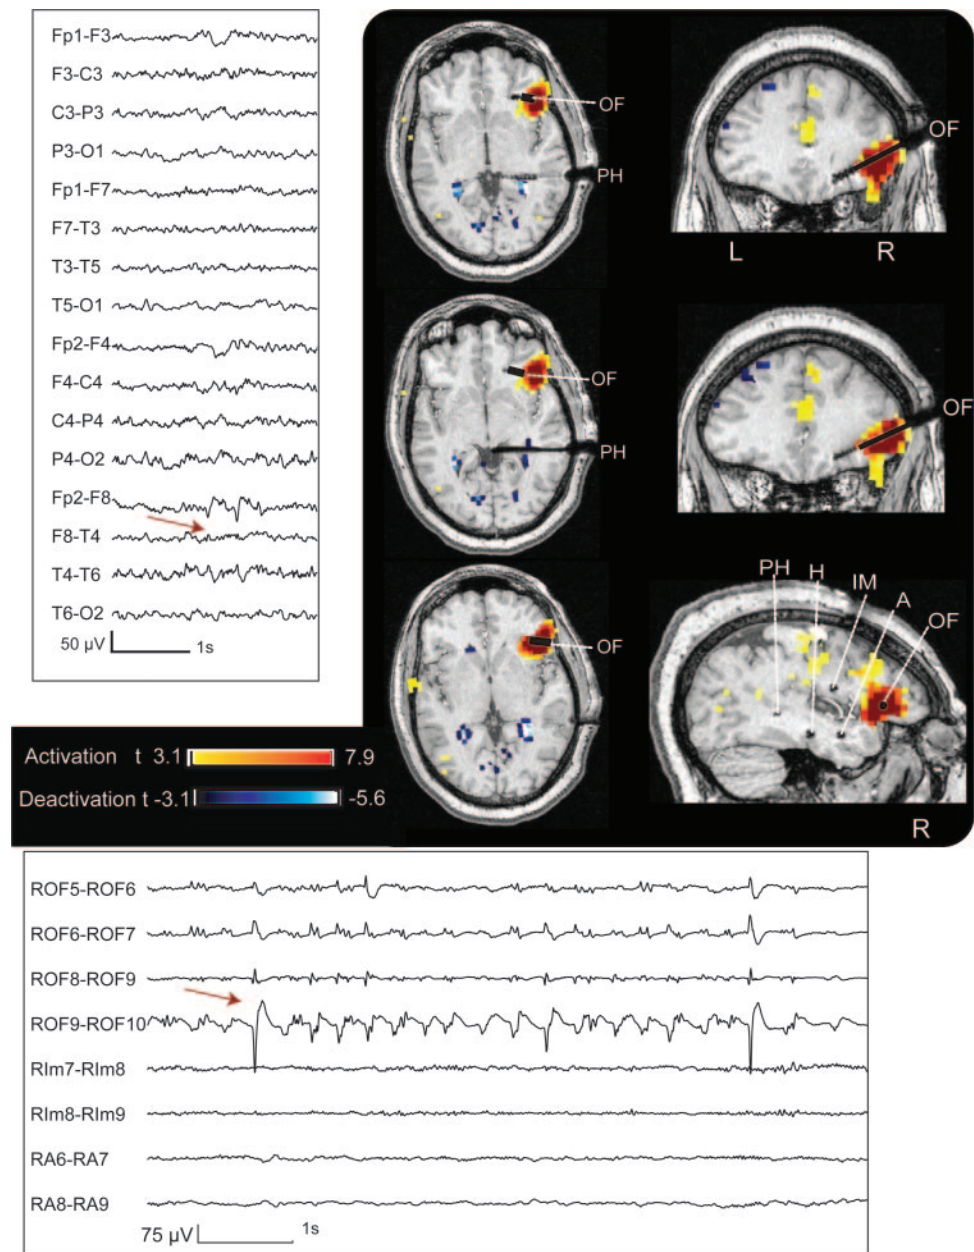 Fp1-F3
F3-C3
C3-P3
P3-O1
Fp1-F7
F7-T3
T3-T5
T5-O1
Fp2-F4
F4-C4
C4-P4
P4-O2
Fp2-F8
F8-T4
T4-T6
T6-O2
50 µV 1s
OF
PH
OF
L R
OF
PH
OF
OF
PH H IM A OF
R
Activation t 3.1 7.9
Deactivation t -3.1 -5.6
ROF5-ROF6
ROF6-ROF7
ROF8-ROF9
ROF9-ROF10
RIm7-RIm8
RIm8-RIm9
RA6-RA7
RA8-RA9
75 µV 1s